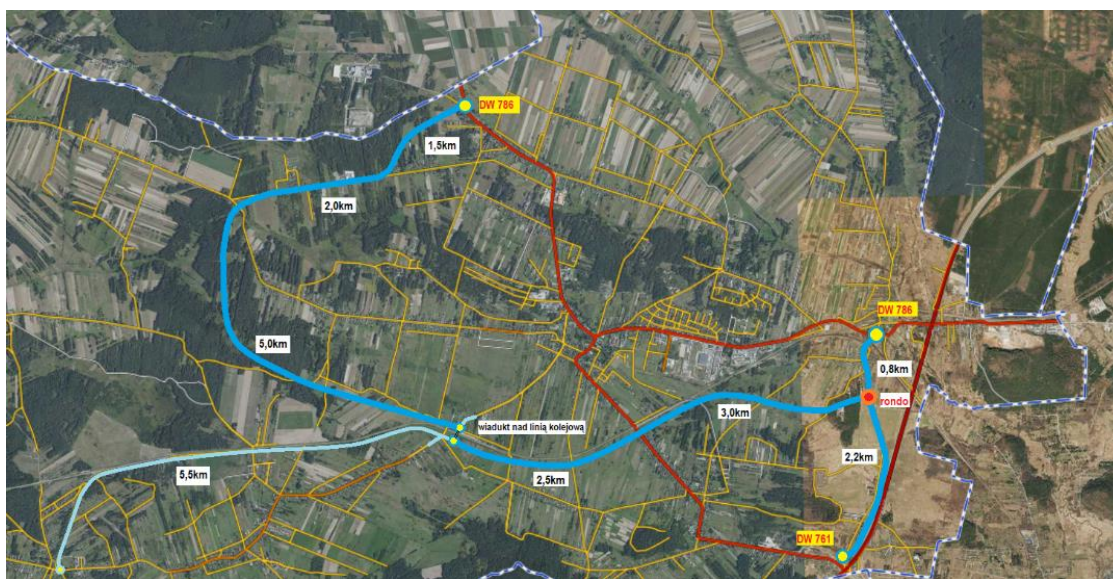 DW 786
1,5km
2,0km
DW 786
5,0km
0,8km
3,0km
rondo
wiadukt nad linią kolejową
5,5km
2,5km
2,2km
DW 761